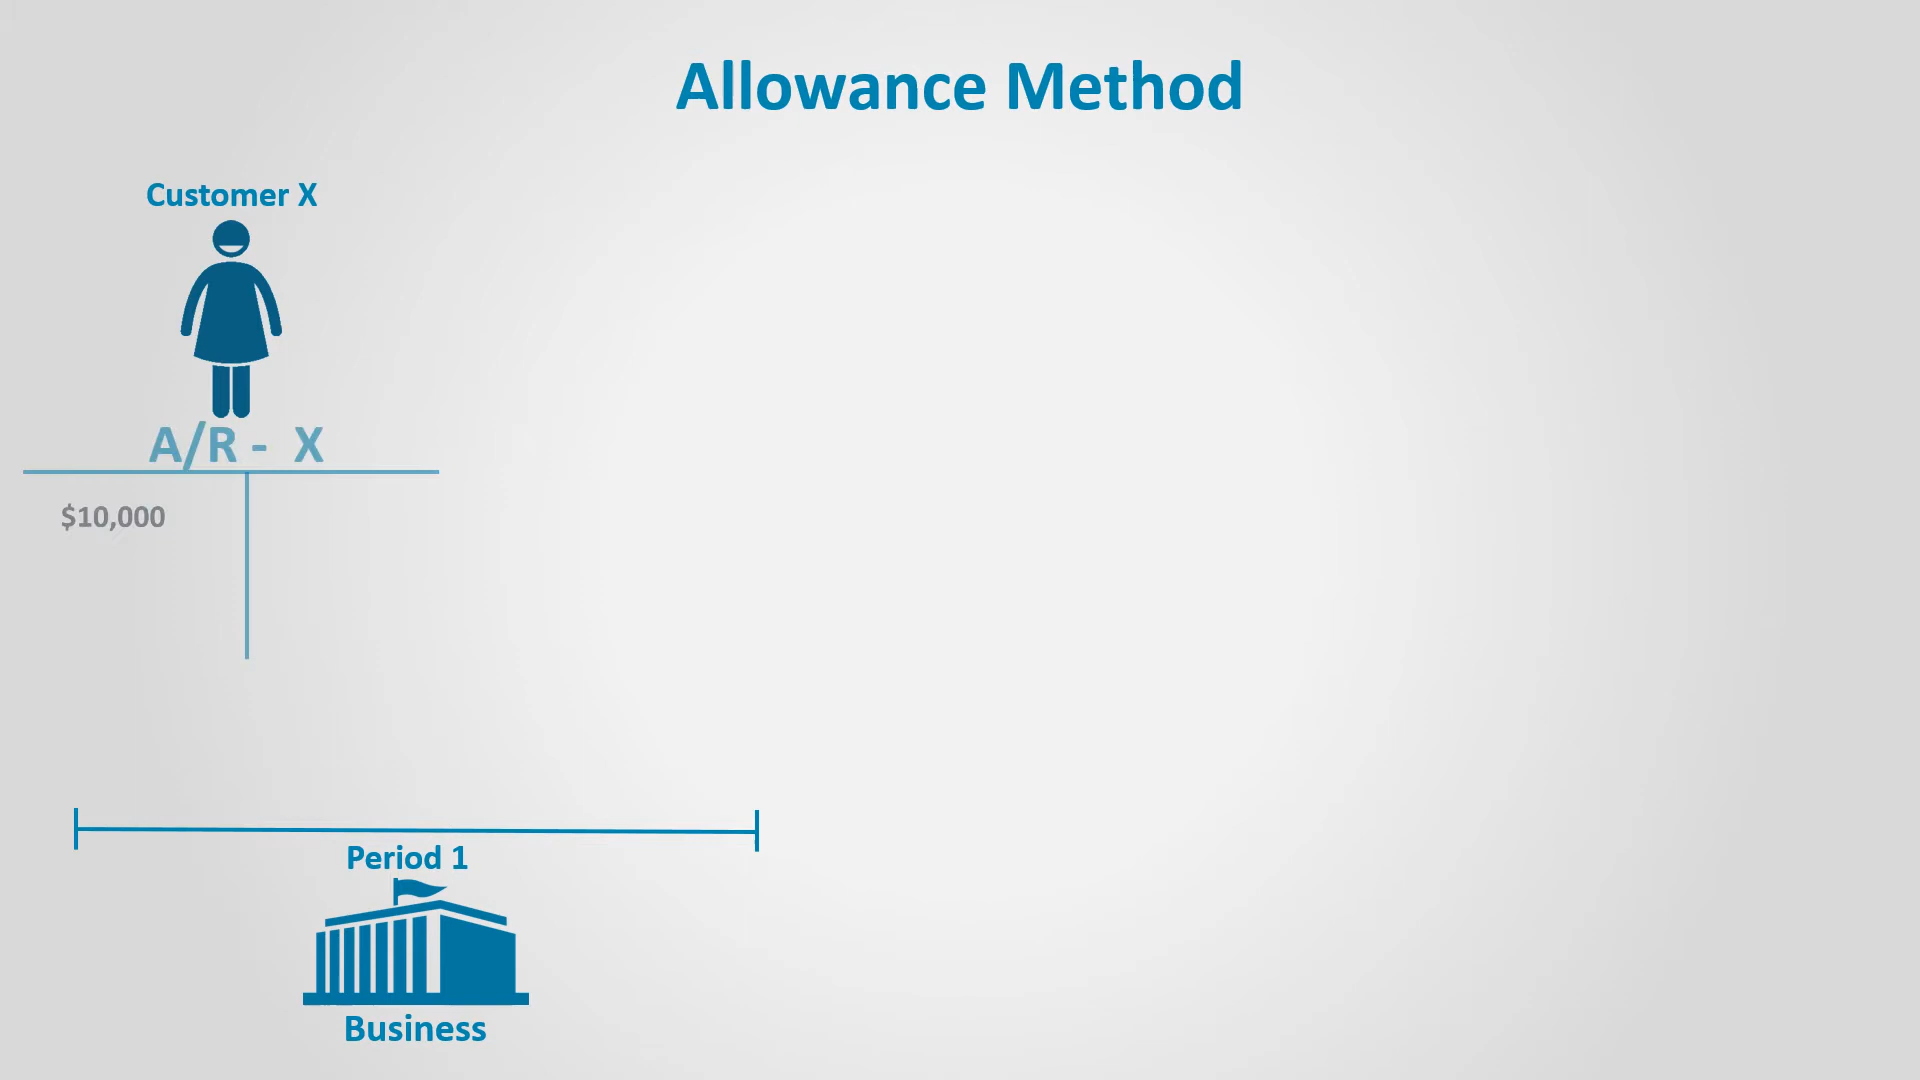 Allowance Method
Customer X
A/R - X
$10,000
Period 1
Business